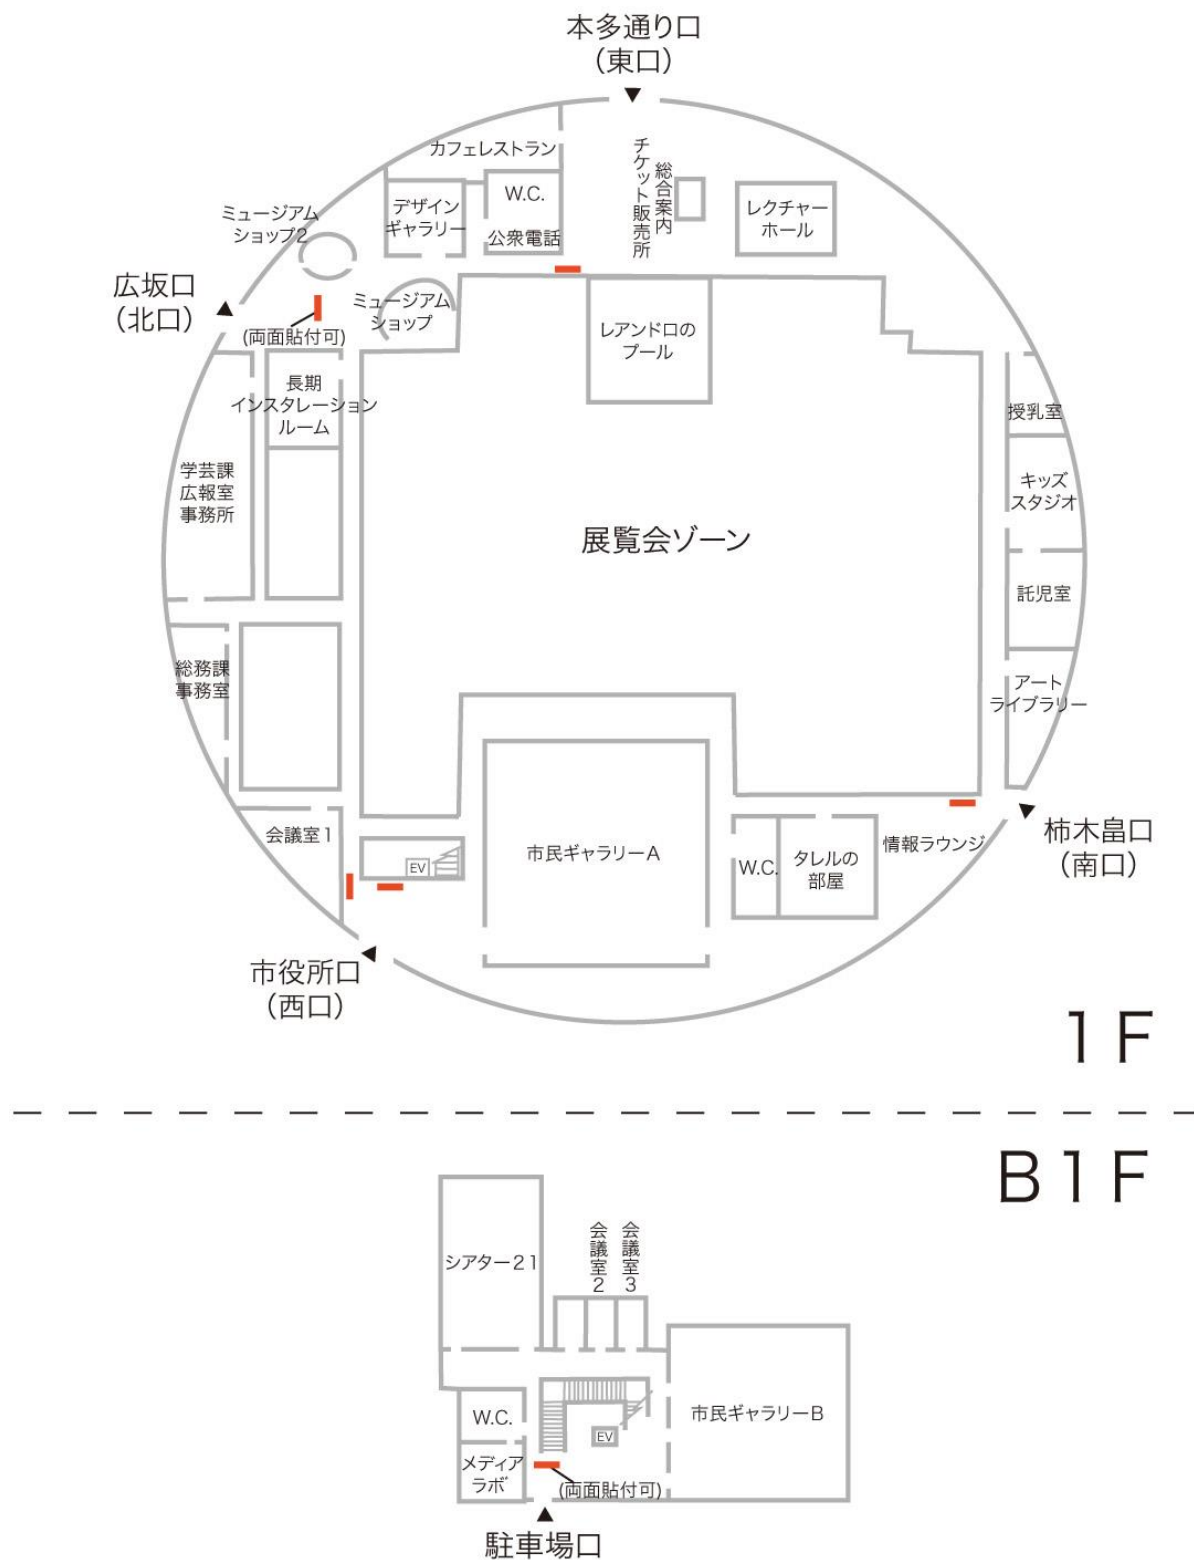 本多通り口
（東口）
カフェレストラン
チケット販売所
総合案内
W.C.
公衆電話
デザイン
ギャラリー
レクチャー
ホール
ミュージアム
ショップ2
広坂口
（北口）
(両面貼付可)
ミュージアム
ショップ
レアンドロの
プール
長期
インスタレーション
ルーム
授乳室
学芸課
広報室
事務所
キッズ
スタジオ
展覧会ゾーン
託児室
総務課
事務室
アート
ライブラリー
会議室1
EV
市民ギャラリーA
W.C.
タレルの
部屋
情報ラウンジ
柿木畠口
（南口）
市役所口
（西口）
1F
B1F
シアター21
会議室2
会議室3
W.C.
EV
市民ギャラリーB
メディア
ラボ
(両面貼付可)
駐車場口